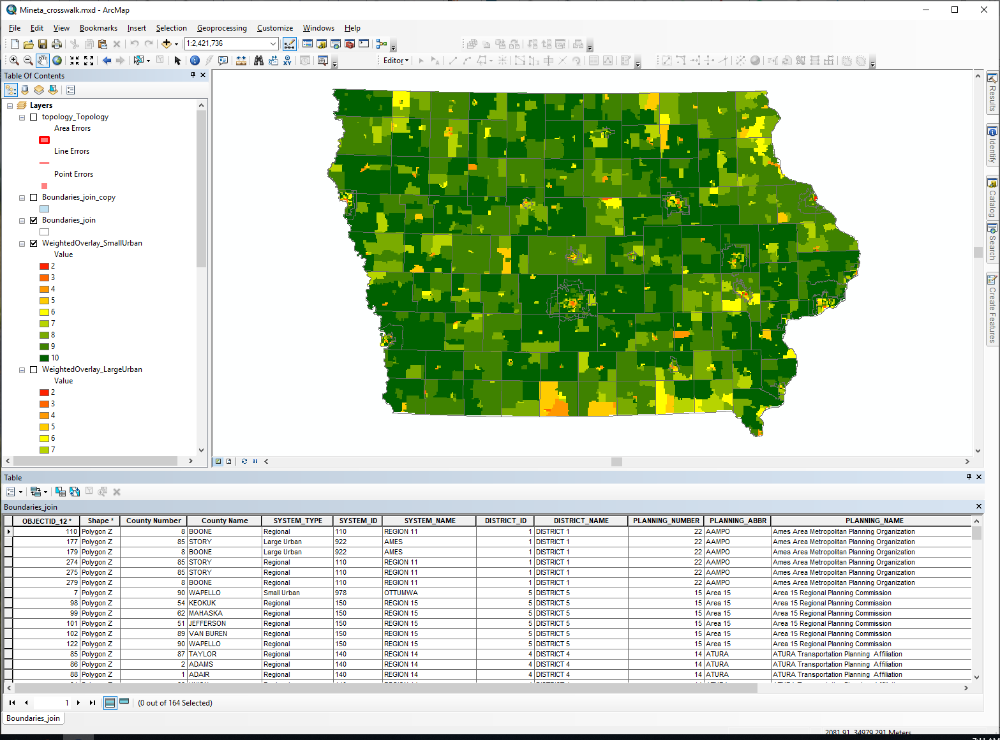 Mineta_crosswalk.mxd - ArcMap
File Edit View Bookmarks Insert Selection Geoprocessing Customize Windows Help
1:2,421,736
Editor
Table Of Contents
Layers
topology_Topology
Area Errors
Line Errors
Point Errors
Boundaries_join_copy
Boundaries_join
WeightedOverlay_SmallUrban
Value
2
3
4
5
6
7
8
9
10
WeightedOverlay_LargeUrban
Value
2
3
4
5
6
7
Results
Identify
Catalog
Search
Create Features
Table
Boundaries_join
OBJECTID_12 * Shape * County Number County Name SYSTEM_TYPE SYSTEM_ID SYSTEM_NAME DISTRICT_ID DISTRICT_NAME PLANNING_NUMBER PLANNING_ABBR PLANNING_NAME
110 Polygon Z 8 BOONE Regional 110 REGION 11 1 DISTRICT 1 22 AAMPO Ames Area Metropolitan Planning Organization
177 Polygon Z 85 STORY Large Urban 922 AMES 1 DISTRICT 1 22 AAMPO Ames Area Metropolitan Planning Organization
179 Polygon Z 8 BOONE Large Urban 922 AMES 1 DISTRICT 1 22 AAMPO Ames Area Metropolitan Planning Organization
274 Polygon Z 85 STORY Regional 110 REGION 11 1 DISTRICT 1 22 AAMPO Ames Area Metropolitan Planning Organization
275 Polygon Z 85 STORY Regional 110 REGION 11 1 DISTRICT 1 22 AAMPO Ames Area Metropolitan Planning Organization
279 Polygon Z 8 BOONE Regional 110 REGION 11 1 DISTRICT 1 22 AAMPO Ames Area Metropolitan Planning Organization
7 Polygon Z 90 WAPELLO Small Urban 978 OTTUMWA 5 DISTRICT 5 15 Area 15 Area 15 Regional Planning Commission
98 Polygon Z 54 KEOKUK Regional 150 REGION 15 5 DISTRICT 5 15 Area 15 Area 15 Regional Planning Commission
99 Polygon Z 62 MAHASKA Regional 150 REGION 15 5 DISTRICT 5 15 Area 15 Area 15 Regional Planning Commission
101 Polygon Z 51 JEFFERSON Regional 150 REGION 15 5 DISTRICT 5 15 Area 15 Area 15 Regional Planning Commission
102 Polygon Z 89 VAN BUREN Regional 150 REGION 15 5 DISTRICT 5 15 Area 15 Area 15 Regional Planning Commission
122 Polygon Z 90 WAPELLO Regional 150 REGION 15 5 DISTRICT 5 15 Area 15 Area 15 Regional Planning Commission
85 Polygon Z 87 TAYLOR Regional 140 REGION 14 4 DISTRICT 4 14 ATURA ATURA Transportation Planning Affiliation
86 Polygon Z 2 ADAMS Regional 140 REGION 14 4 DISTRICT 4 14 ATURA ATURA Transportation Planning Affiliation
88 Polygon Z 1 ADAIR Regional 140 REGION 14 4 DISTRICT 4 14 ATURA ATURA Transportation Planning Affiliation
1 (0 out of 164 Selected)
Boundaries_join
2081.91 34979.291 Meters